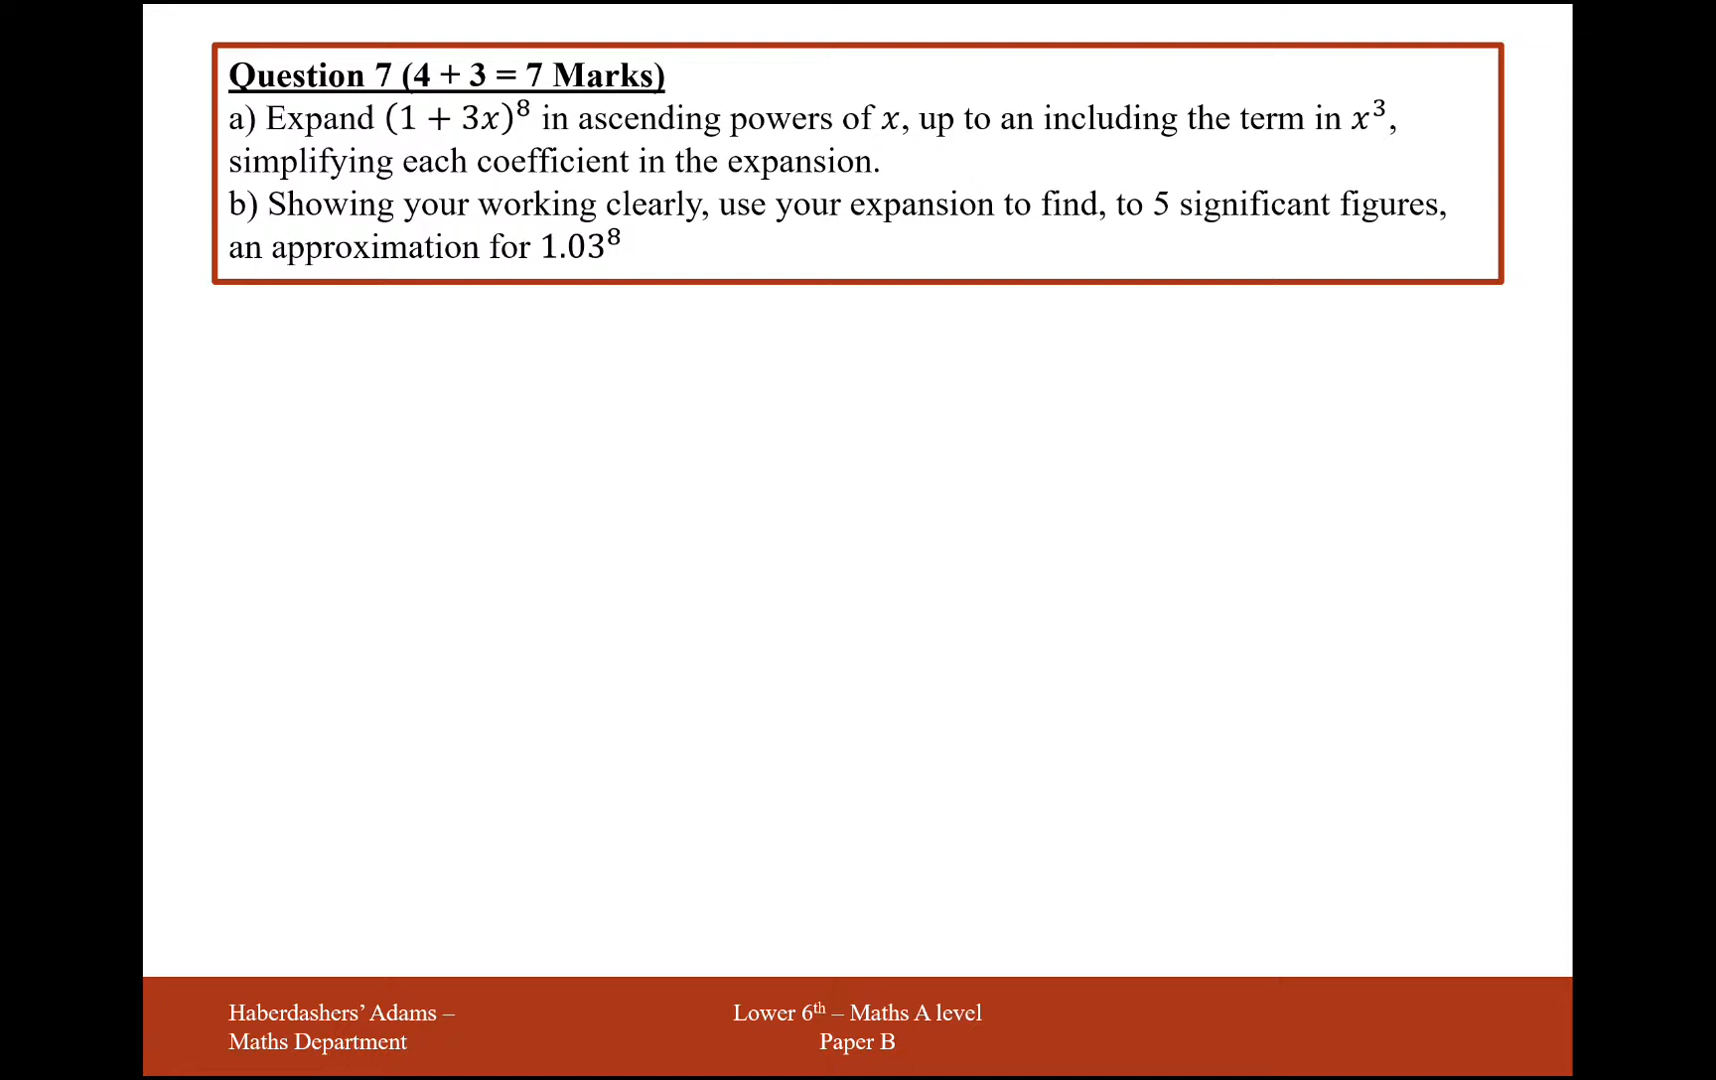 Question 7 (4 + 3 = 7 Marks)
a) Expand (1 + 3𝑥)⁸ in ascending powers of 𝑥, up to an including the term in 𝑥³,
simplifying each coefficient in the expansion.
b) Showing your working clearly, use your expansion to find, to 5 significant figures,
an approximation for 1.03⁸
Haberdashers’ Adams –
Maths Department
Lower 6ᵗʰ – Maths A level
Paper B